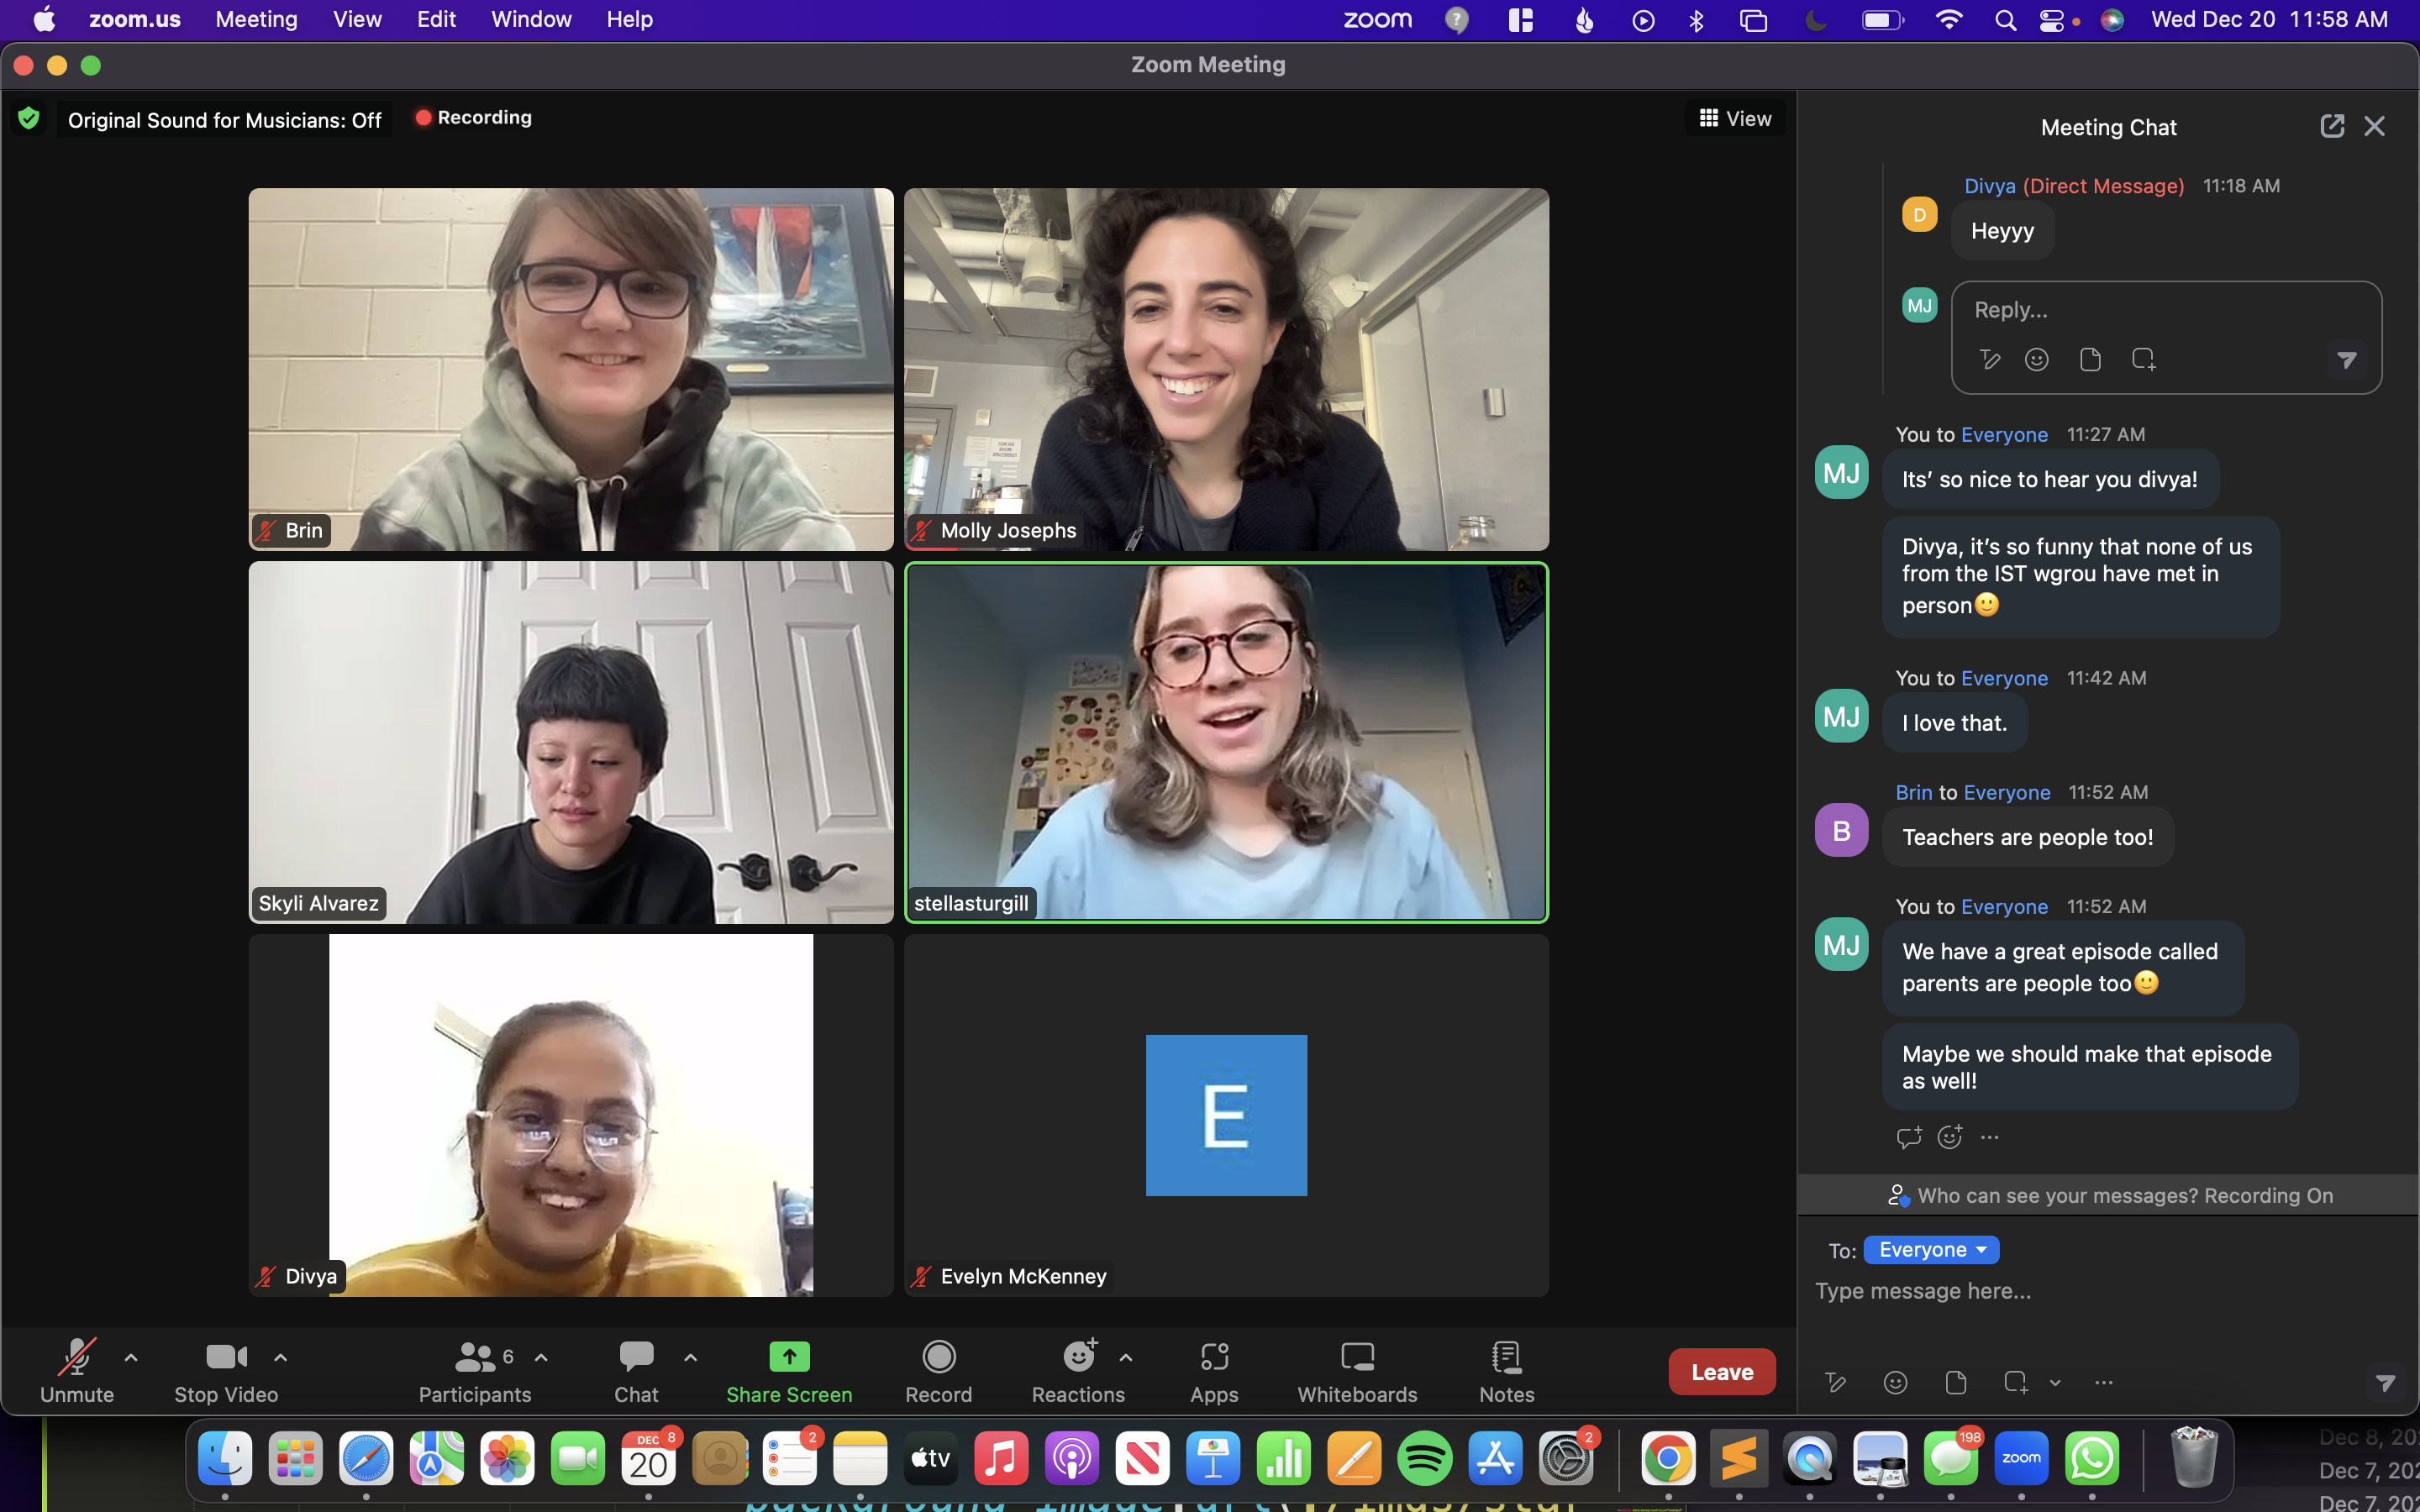 zoom.us Meeting View Edit Window Help
zoom
Wed Dec 20 11:58 AM
Zoom Meeting
Original Sound for Musicians: Off
Recording
View
Brin
Molly Josephs
Skyli Alvarez
stellasturgill
Divya
E
Evelyn McKenney
Meeting Chat
Divya (Direct Message) 11:18 AM
D
Heyyy
MJ
Reply...
You to Everyone 11:27 AM
MJ
Its' so nice to hear you divya!
Divya, it's so funny that none of us
from the IST wgrou have met in
person🙂
You to Everyone 11:42 AM
MJ
I love that.
Brin to Everyone 11:52 AM
B
Teachers are people too!
You to Everyone 11:52 AM
MJ
We have a great episode called
parents are people too🙂
Maybe we should make that episode
as well!
Who can see your messages? Recording On
To: Everyone
Type message here...
Unmute
Stop Video
6
Participants
Chat
Share Screen
Record
Reactions
Apps
Whiteboards
Notes
Leave
DEC 8
20
2
tv
2
198
zoom
Dec 7, 202